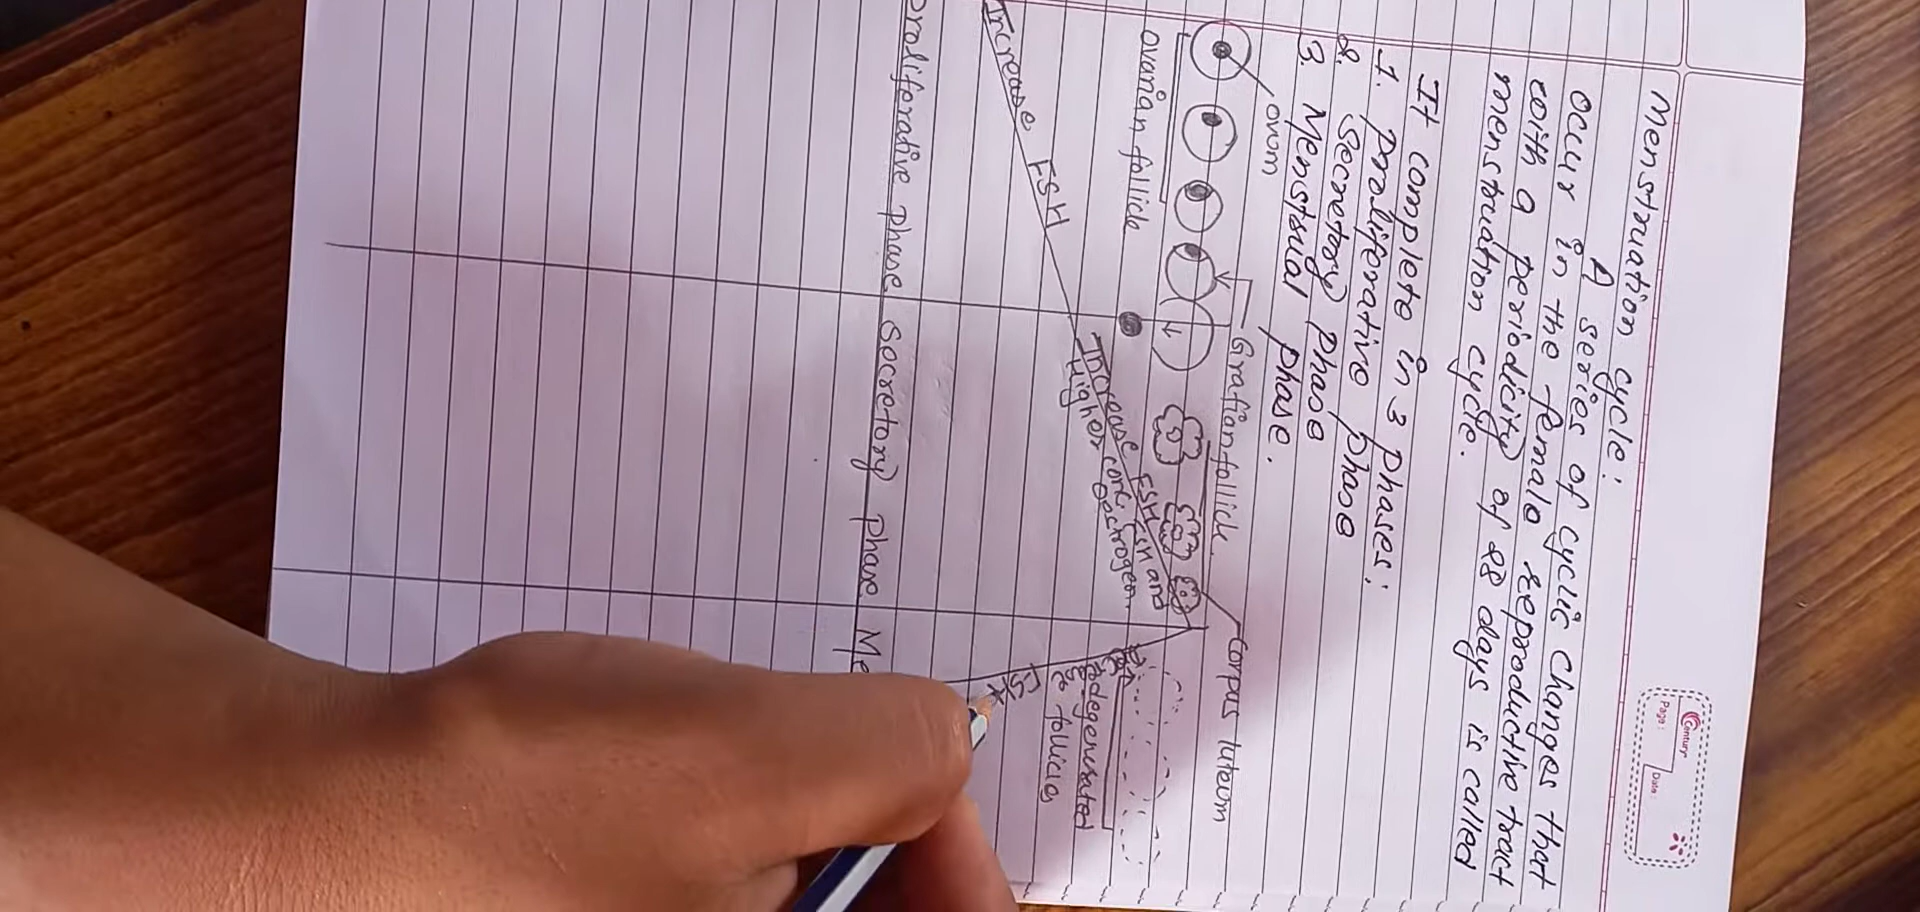 Century
Page:
Date:
Menstruation cycle:
A series of cyclic changes that
occur in the female reproductive tract
with a periodicity of 28 days is called
menstruation cycle.
It complete in 3 phases:
1. proliferative phase
2. Secretory phase
3. Menstrual phase.
ovum
Grafian follicle
Corpus luteum
ovarian follicle
Increase FSH
Increase FSH
Higher conc. FSH and
degenerated
follicles
proliferative phase
Secretory phase